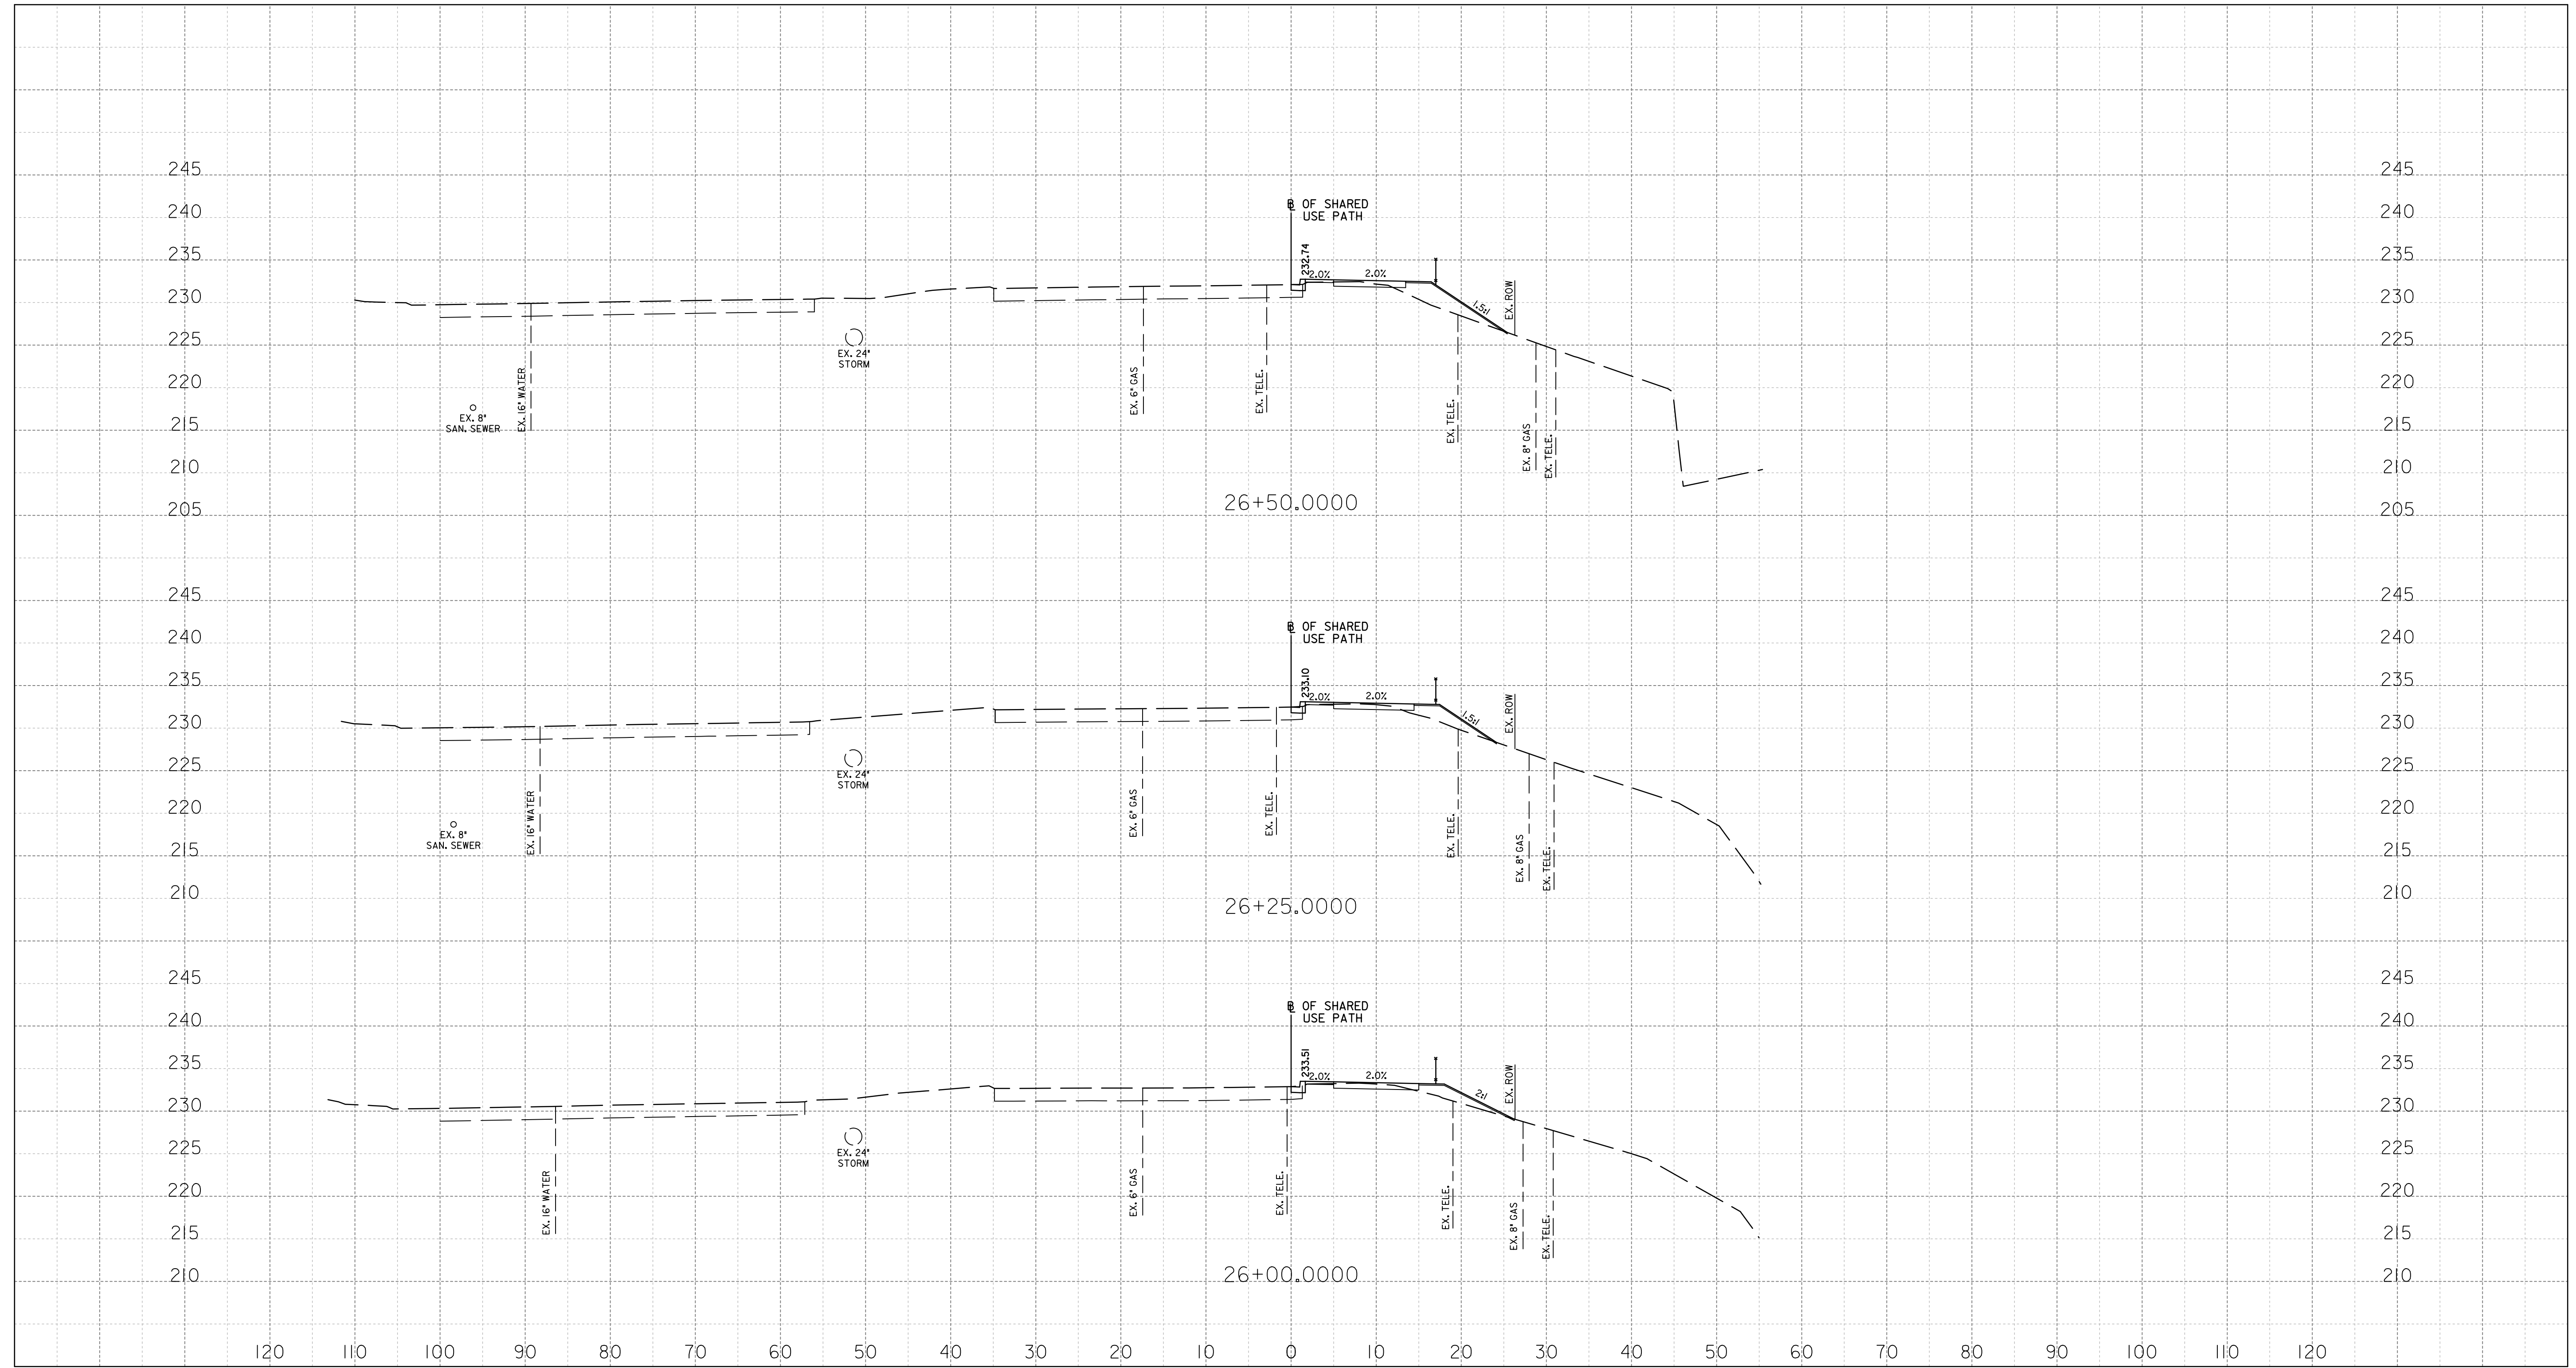 245 245
240 ⅊ OF SHARED 240
USE PATH
235 232.74 235
2.0% 2.0%
230 1.5:1 EX. ROW 230
225 225
EX. 24"
STORM
220 EX. 16" WATER EX. 6" GAS EX. TELE. 220
EX. 8"
SAN. SEWER
215 EX. TELE. EX. 8" GAS EX. TELE. 215
210 210
26+50.0000
205 205
245 245
240 ⅊ OF SHARED 240
USE PATH
235 233.10 235
2.0% 2.0%
230 1.5:1 EX. ROW 230
225 225
EX. 24"
STORM
220 EX. 16" WATER EX. 6" GAS EX. TELE. 220
EX. 8"
SAN. SEWER
215 EX. TELE. EX. 8" GAS EX. TELE. 215
210 210
26+25.0000
245 245
240 ⅊ OF SHARED 240
USE PATH
235 233.51 235
2.0% 2.0%
230 2:1 EX. ROW 230
225 225
EX. 24"
STORM
220 EX. 16" WATER EX. 6" GAS EX. TELE. 220
215 EX. TELE. EX. 8" GAS EX. TELE. 215
210 210
26+00.0000
120 110 100 90 80 70 60 50 40 30 20 10 0 10 20 30 40 50 60 70 80 90 100 110 120